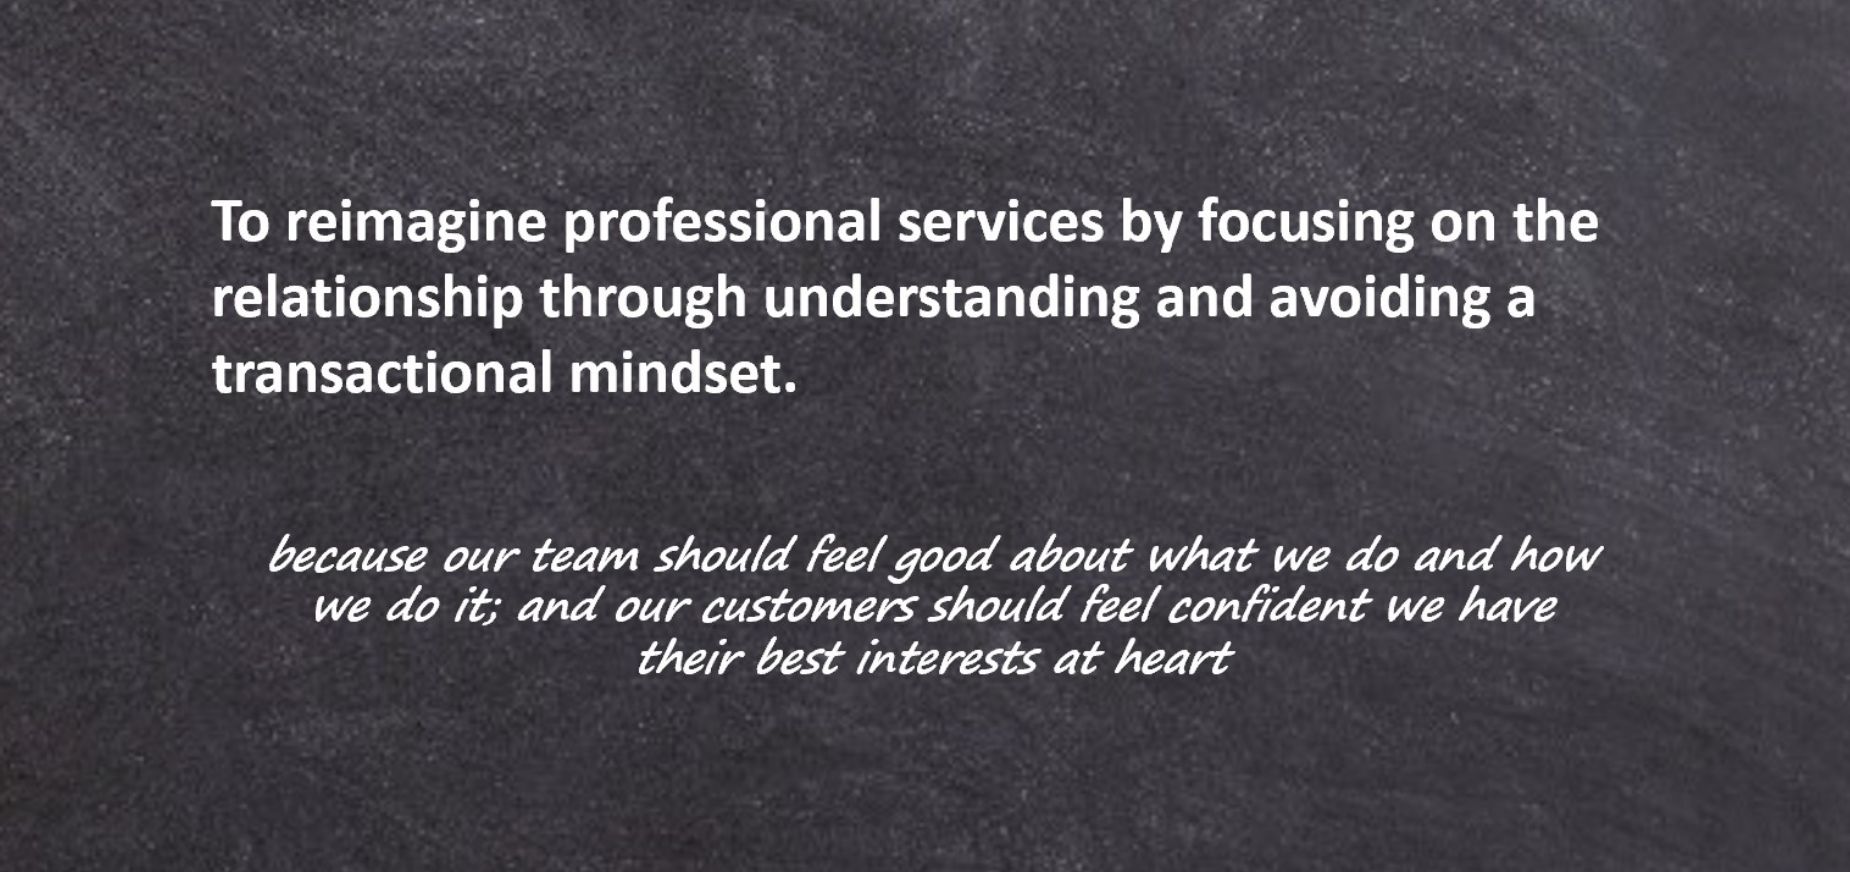 To reimagine professional services by focusing on the
relationship through understanding and avoiding a
transactional mindset.
because our team should feel good about what we do and how
we do it; and our customers should feel confident we have
their best interests at heart